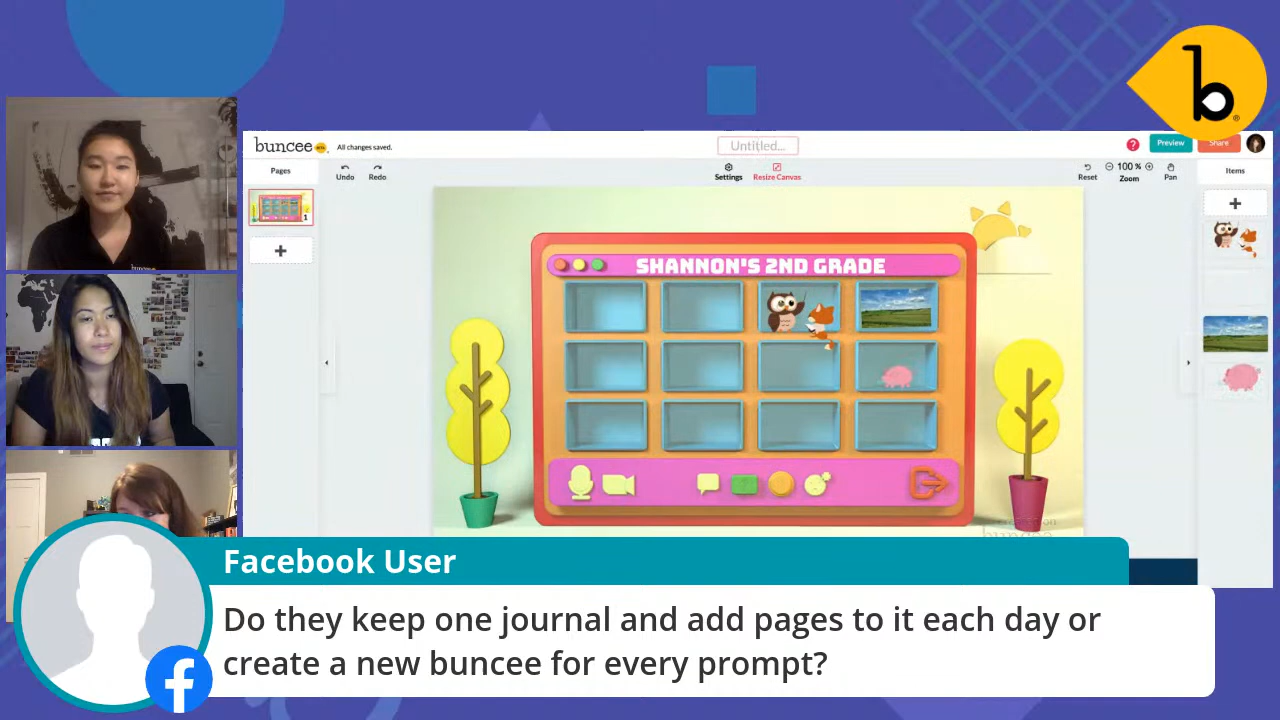 b
buncee
All changes saved.
Untitled...
?
Preview
Share
Pages
Undo
Redo
Settings
Resize Canvas
Reset
100 %
Zoom
Pan
Items
1
+
+
SHANNON'S 2ND GRADE
buncee
Facebook User
Do they keep one journal and add pages to it each day or
create a new buncee for every prompt?